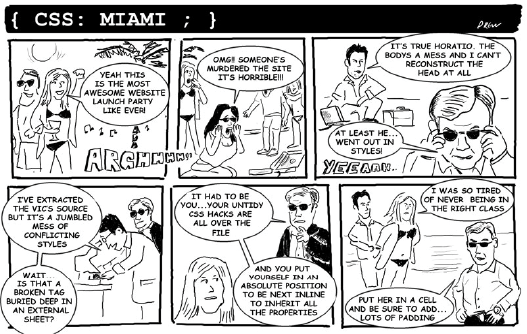 { CSS: MIAMI ; }
Drew
YEAH THIS
IS THE MOST
AWESOME WEBSITE
LAUNCH PARTY
LIKE EVER!
ARGHHHHH!!
OMG!! SOMEONE'S
MURDERED THE SITE
IT'S HORRIBLE!!!
IT'S TRUE HORATIO. THE
BODYS A MESS AND I CAN'T
RECONSTRUCT THE
HEAD AT ALL
AT LEAST HE...
WENT OUT IN
STYLES!
YEEAHH..
I'VE EXTRACTED
THE VIC'S SOURCE
BUT IT'S A JUMBLED
MESS OF
CONFLICTING
STYLES
WAIT...
IS THAT A
BROKEN TAG
BURIED DEEP IN
AN EXTERNAL
SHEET?
IT HAD TO BE
YOU...YOUR UNTIDY
CSS HACKS ARE
ALL OVER THE
FILE
AND YOU PUT
YOURSELF IN AN
ABSOLUTE POSITION
TO BE NEXT INLINE
TO INHERIT ALL
THE PROPERTIES
I WAS SO TIRED
OF NEVER BEING IN
THE RIGHT CLASS
PUT HER IN A CELL
AND BE SURE TO ADD...
LOTS OF PADDING